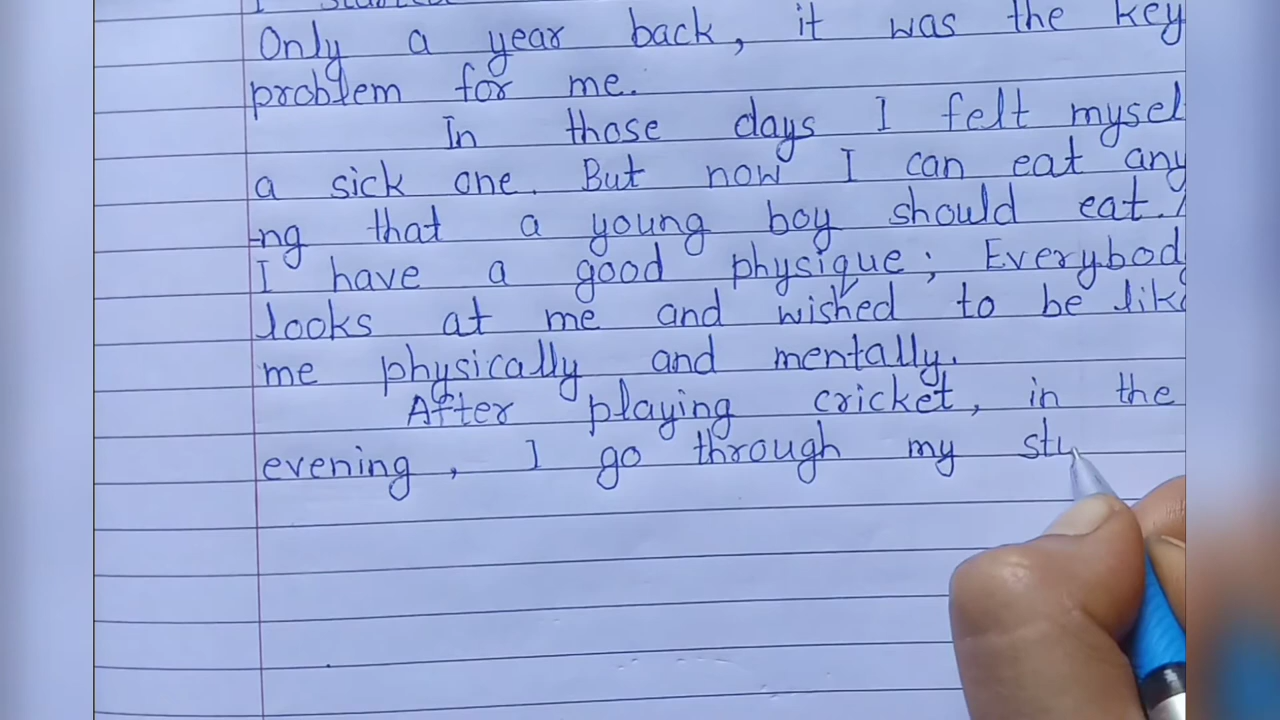 I started
Only a year back, it was the key
problem for me.
In those days I felt mysel
a sick one. But now I can eat any
-ng that a young boy should eat.
I have a good physique; Everybod
looks at me and wished to be lik
me physically and mentally.
After playing cricket, in the
evening, I go through my stu